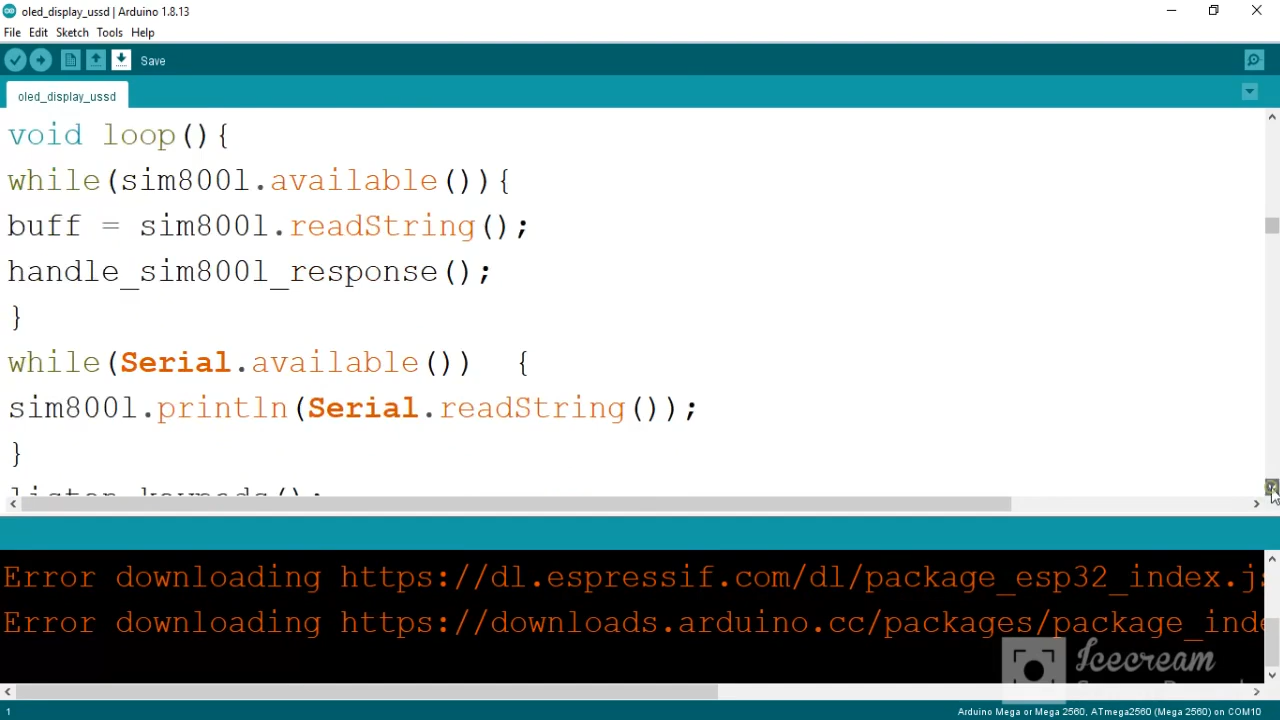 oled_display_ussd | Arduino 1.8.13
File Edit Sketch Tools Help
Save
oled_display_ussd
void loop(){
while(sim800l.available()){
buff = sim800l.readString();
handle_sim800l_response();
}
while(Serial.available())  {
sim800l.println(Serial.readString());
}
Error downloading https://dl.espressif.com/dl/package_esp32_index.js
Error downloading https://downloads.arduino.cc/packages/package_inde
Icecream
1
Arduino Mega or Mega 2560, ATmega2560 (Mega 2560) on COM10